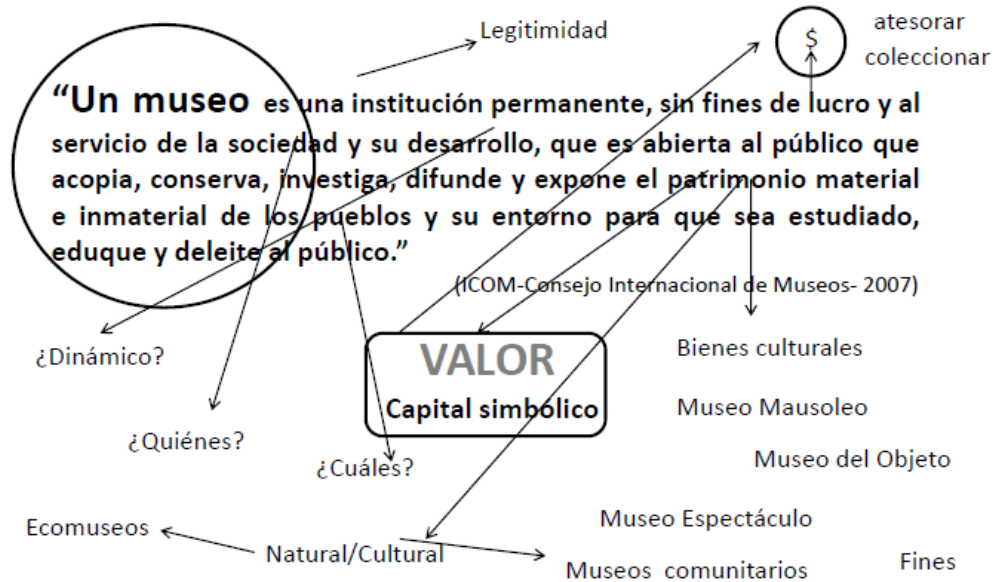 Legitimidad
$
atesorar
coleccionar
“Un museo es una institución permanente, sin fines de lucro y al
servicio de la sociedad y su desarrollo, que es abierta al público que
acopia, conserva, investiga, difunde y expone el patrimonio material
e inmaterial de los pueblos y su entorno para que sea estudiado,
eduque y deleite al público.”
(ICOM-Consejo Internacional de Museos- 2007)
¿Dinámico?
VALOR
Capital simbólico
Bienes culturales
Museo Mausoleo
¿Quiénes?
¿Cuáles?
Museo del Objeto
Ecomuseos
Natural/Cultural
Museo Espectáculo
Museos comunitarios
Fines